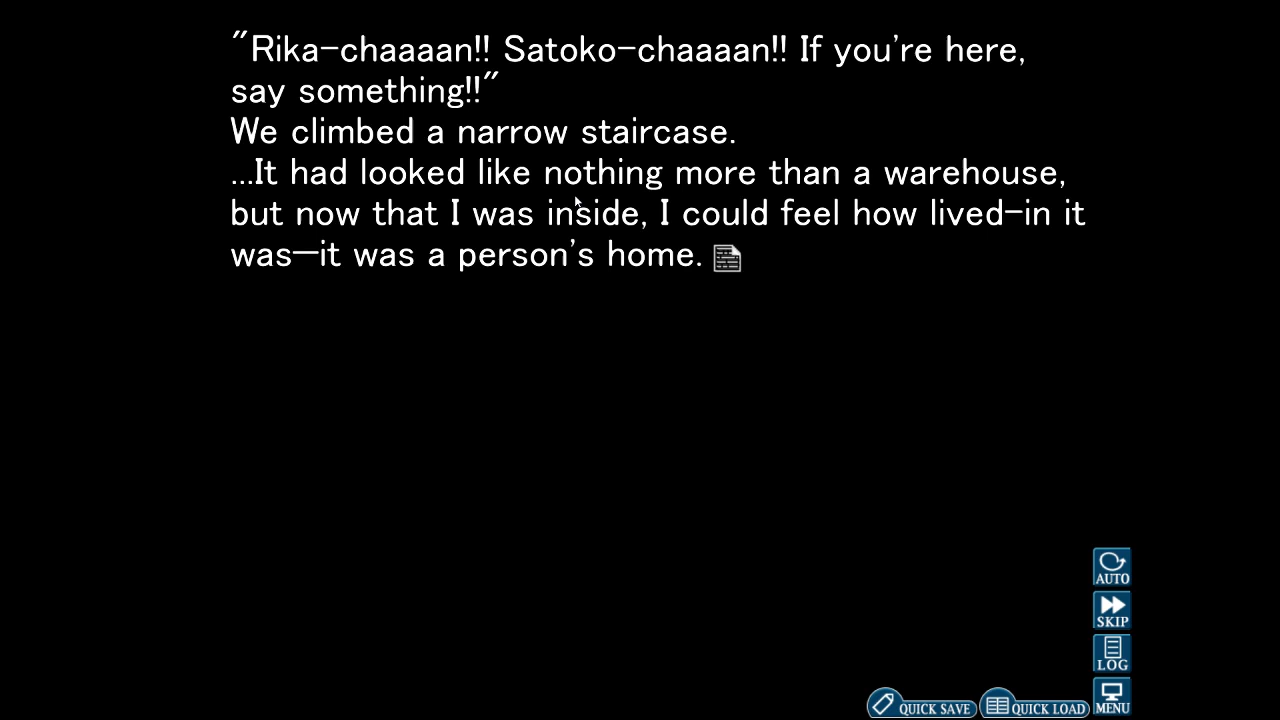 "Rika-chaaaan!! Satoko-chaaaan!! If you're here,
say something!!"
We climbed a narrow staircase.
...It had looked like nothing more than a warehouse,
but now that I was inside, I could feel how lived-in it
was—it was a person's home.
AUTO
SKIP
LOG
QUICK SAVE
QUICK LOAD
MENU